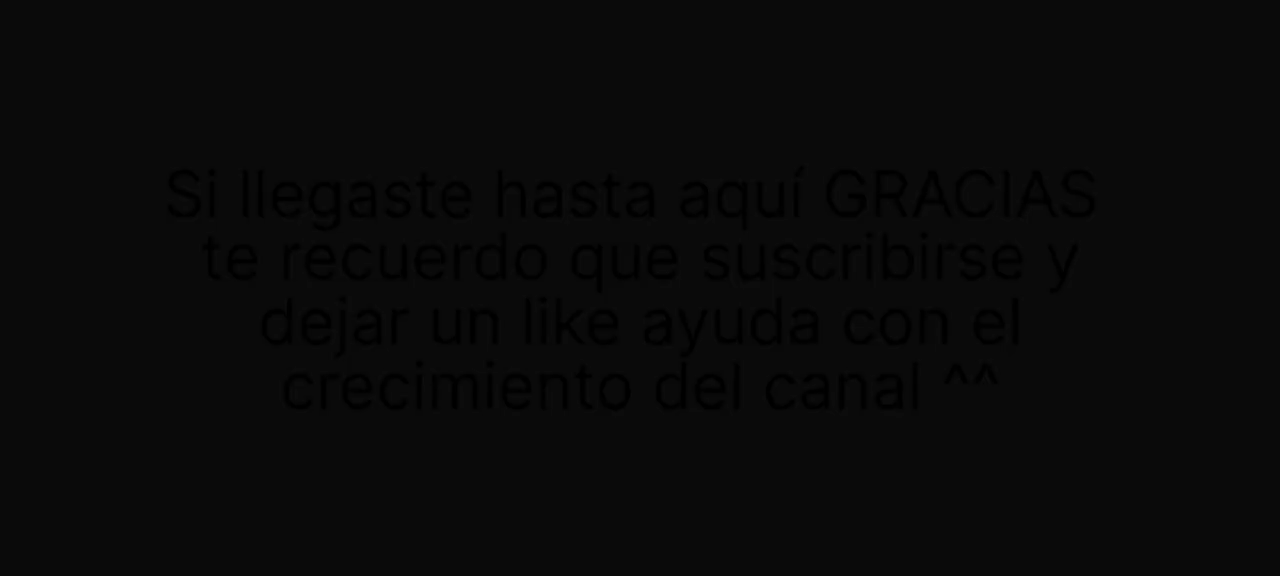 Si llegaste hasta aquí GRACIAS
te recuerdo que suscribirse y
dejar un like ayuda con el
crecimiento del canal ^^